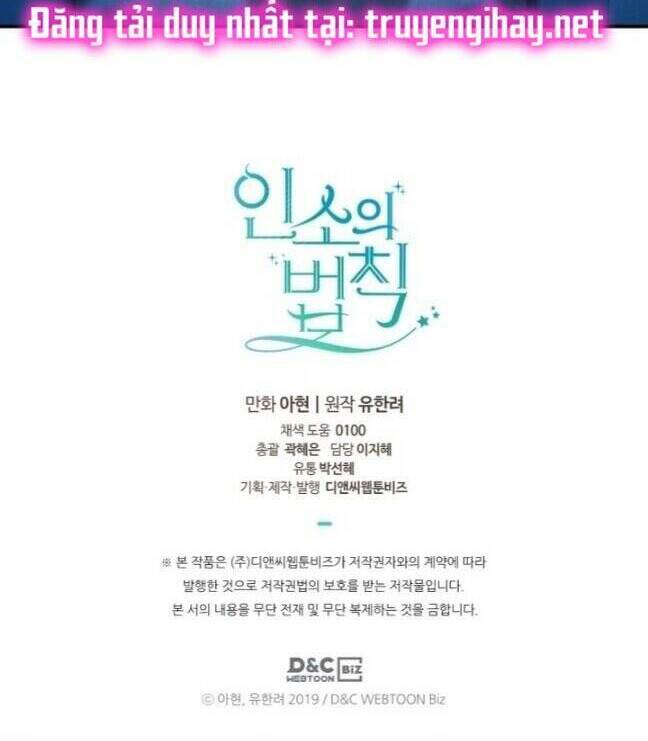 Đăng tải duy nhất tại: truyengihay.net
인소의
법칙
만화 아현 | 원작 유한려
채색 도움 0100
총괄 곽혜은 담당 이지혜
유통 박선혜
기획·제작·발행 디앤씨웹툰비즈
※ 본 작품은 (주)디앤씨웹툰비즈가 저작권자와의 계약에 따라
발행한 것으로 저작권법의 보호를 받는 저작물입니다.
본 서의 내용을 무단 전재 및 무단 복제하는 것을 금합니다.
D&C BiZ
WEBTOON
ⓒ 아현, 유한려 2019 / D&C WEBTOON Biz